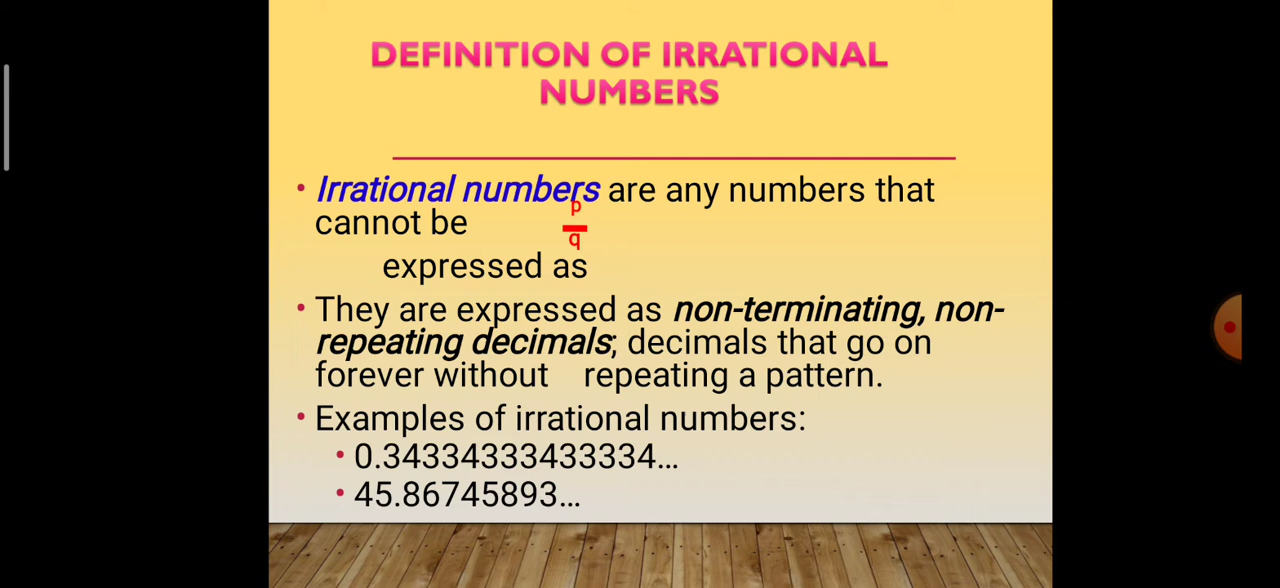 DEFINITION OF IRRATIONAL
NUMBERS
• Irrational numbers are any numbers that
cannot be
p
q
expressed as
• They are expressed as non-terminating, non-
repeating decimals; decimals that go on
forever without repeating a pattern.
• Examples of irrational numbers:
• 0.34334333433334…
• 45.86745893…